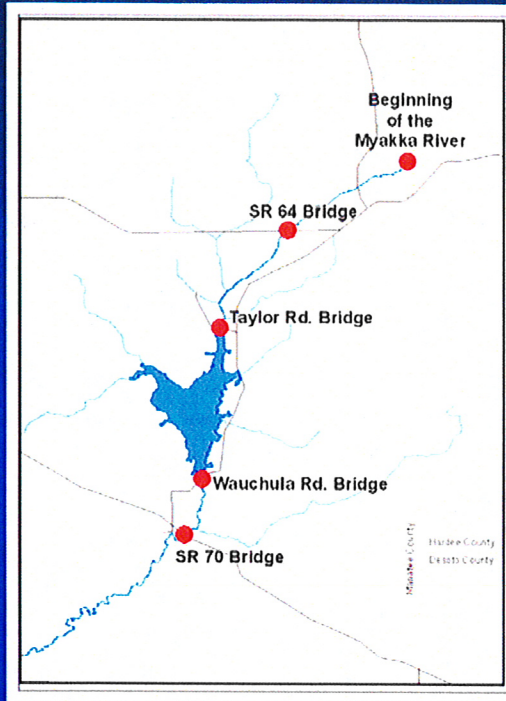 Beginning
of the
Myakka River
SR 64 Bridge
Taylor Rd. Bridge
Wauchula Rd. Bridge
SR 70 Bridge
Manatee County
Hardee County
Desoto County